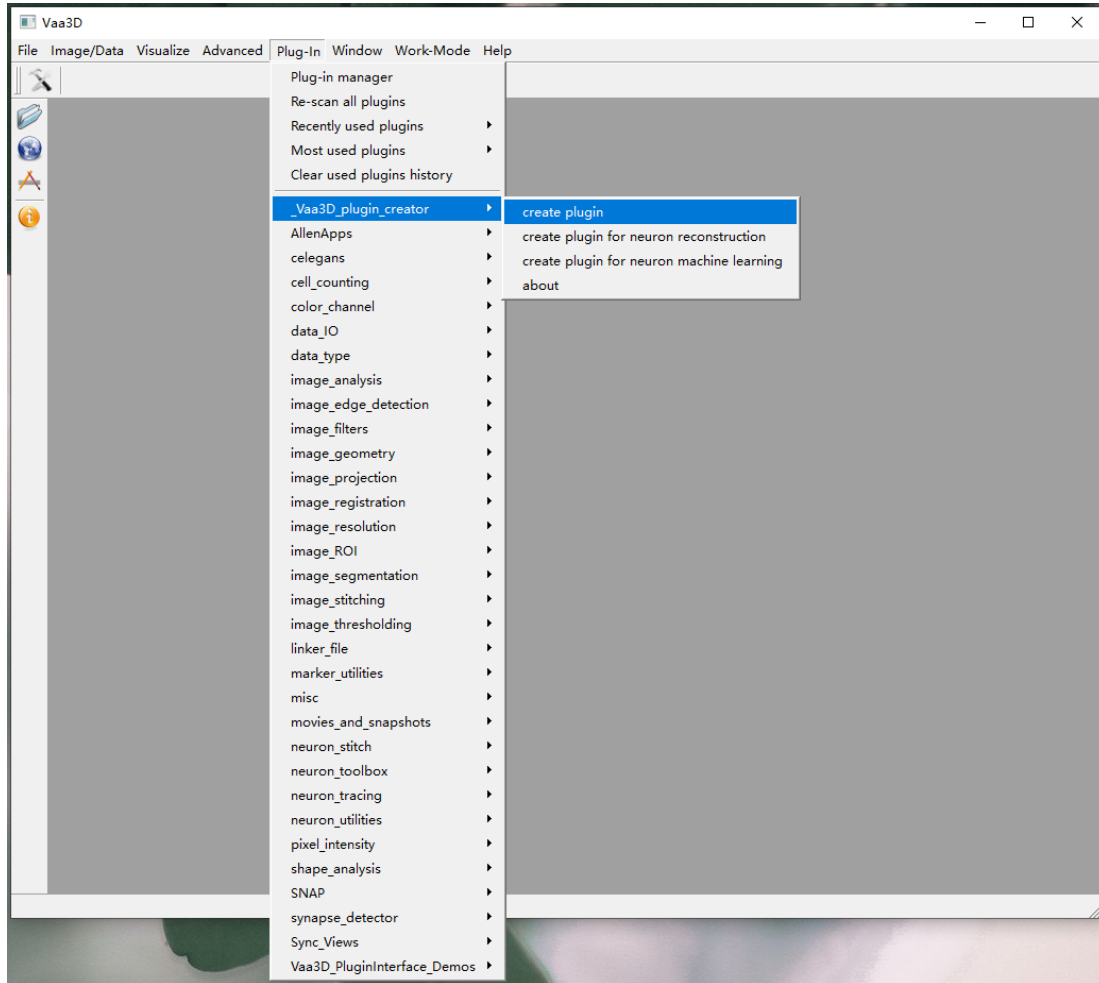 Vaa3D
File Image/Data Visualize Advanced Plug-In Window Work-Mode Help
Plug-in manager
Re-scan all plugins
Recently used plugins
Most used plugins
Clear used plugins history
_Vaa3D_plugin_creator
create plugin
create plugin for neuron reconstruction
create plugin for neuron machine learning
about
AllenApps
celegans
cell_counting
color_channel
data_IO
data_type
image_analysis
image_edge_detection
image_filters
image_geometry
image_projection
image_registration
image_resolution
image_ROI
image_segmentation
image_stitching
image_thresholding
linker_file
marker_utilities
misc
movies_and_snapshots
neuron_stitch
neuron_toolbox
neuron_tracing
neuron_utilities
pixel_intensity
shape_analysis
SNAP
synapse_detector
Sync_Views
Vaa3D_PluginInterface_Demos